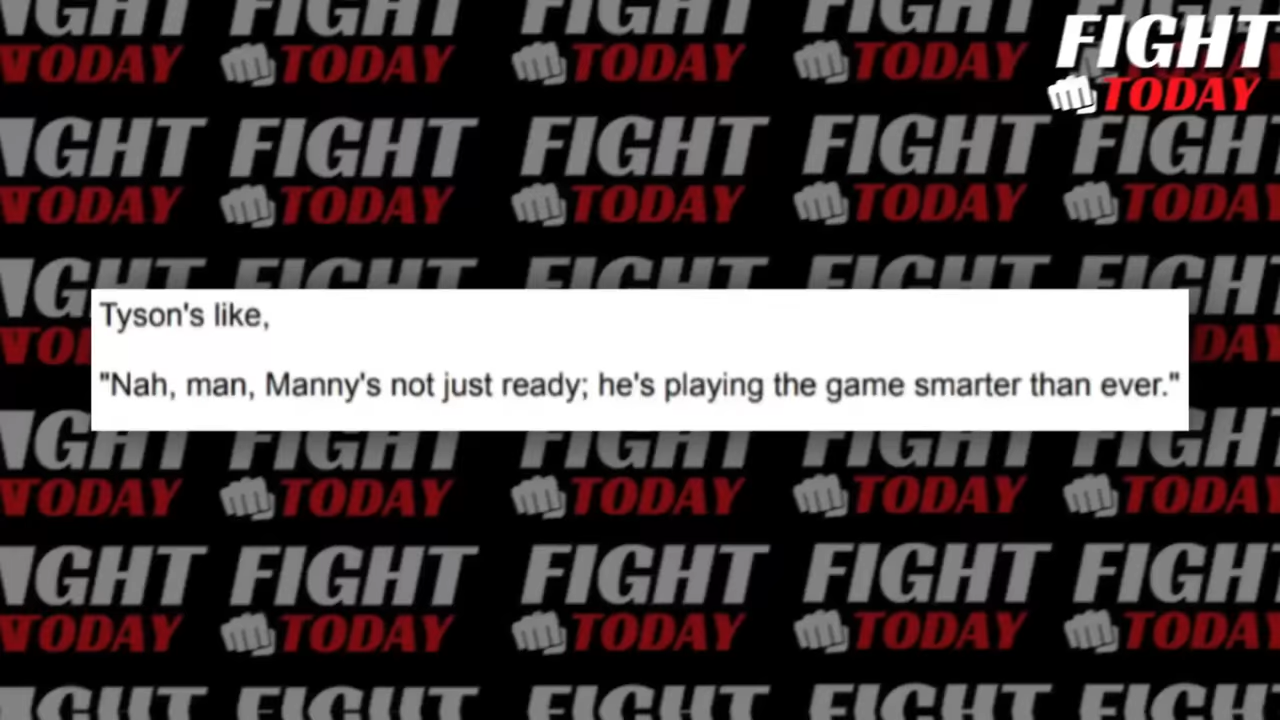 FIGHT
TODAY
Tyson's like,
"Nah, man, Manny's not just ready; he's playing the game smarter than ever."